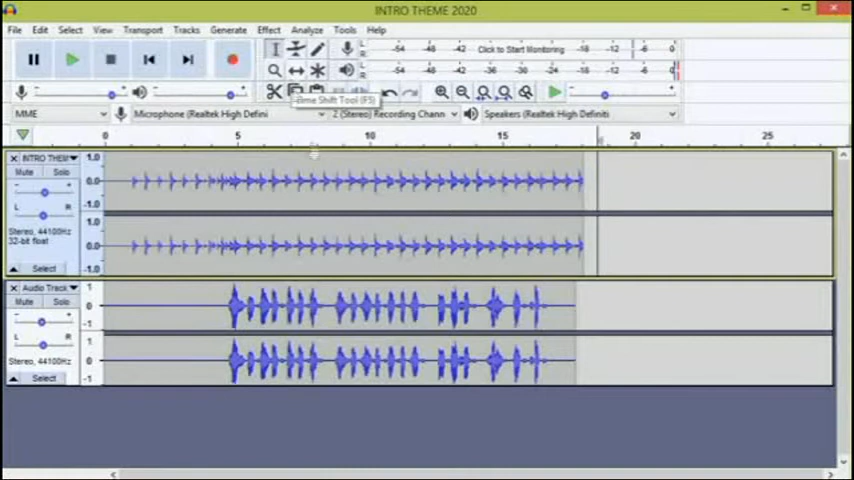 INTRO THEME 2020
File Edit Select View Transport Tracks Generate Effect Analyze Tools Help
L R -54 -48 -42 Click to Start Monitoring -18 -12 -6 0
L R -54 -48 -42 -36 -30 -24 -18 -12 -6 0
Time Shift Tool (F5)
MME Microphone (Realtek High Defini 2 (Stereo) Recording Chann Speakers (Realtek High Definiti
0 5 10 15 20 25
INTRO THEM 1.0
Mute Solo
- + 0.0
L R -1.0
1.0
Stereo, 44100Hz 0.0
32-bit float
Select -1.0
Audio Track 1
Mute Solo
- + 0
-1
L R 1
Stereo, 44100Hz 0
Select -1